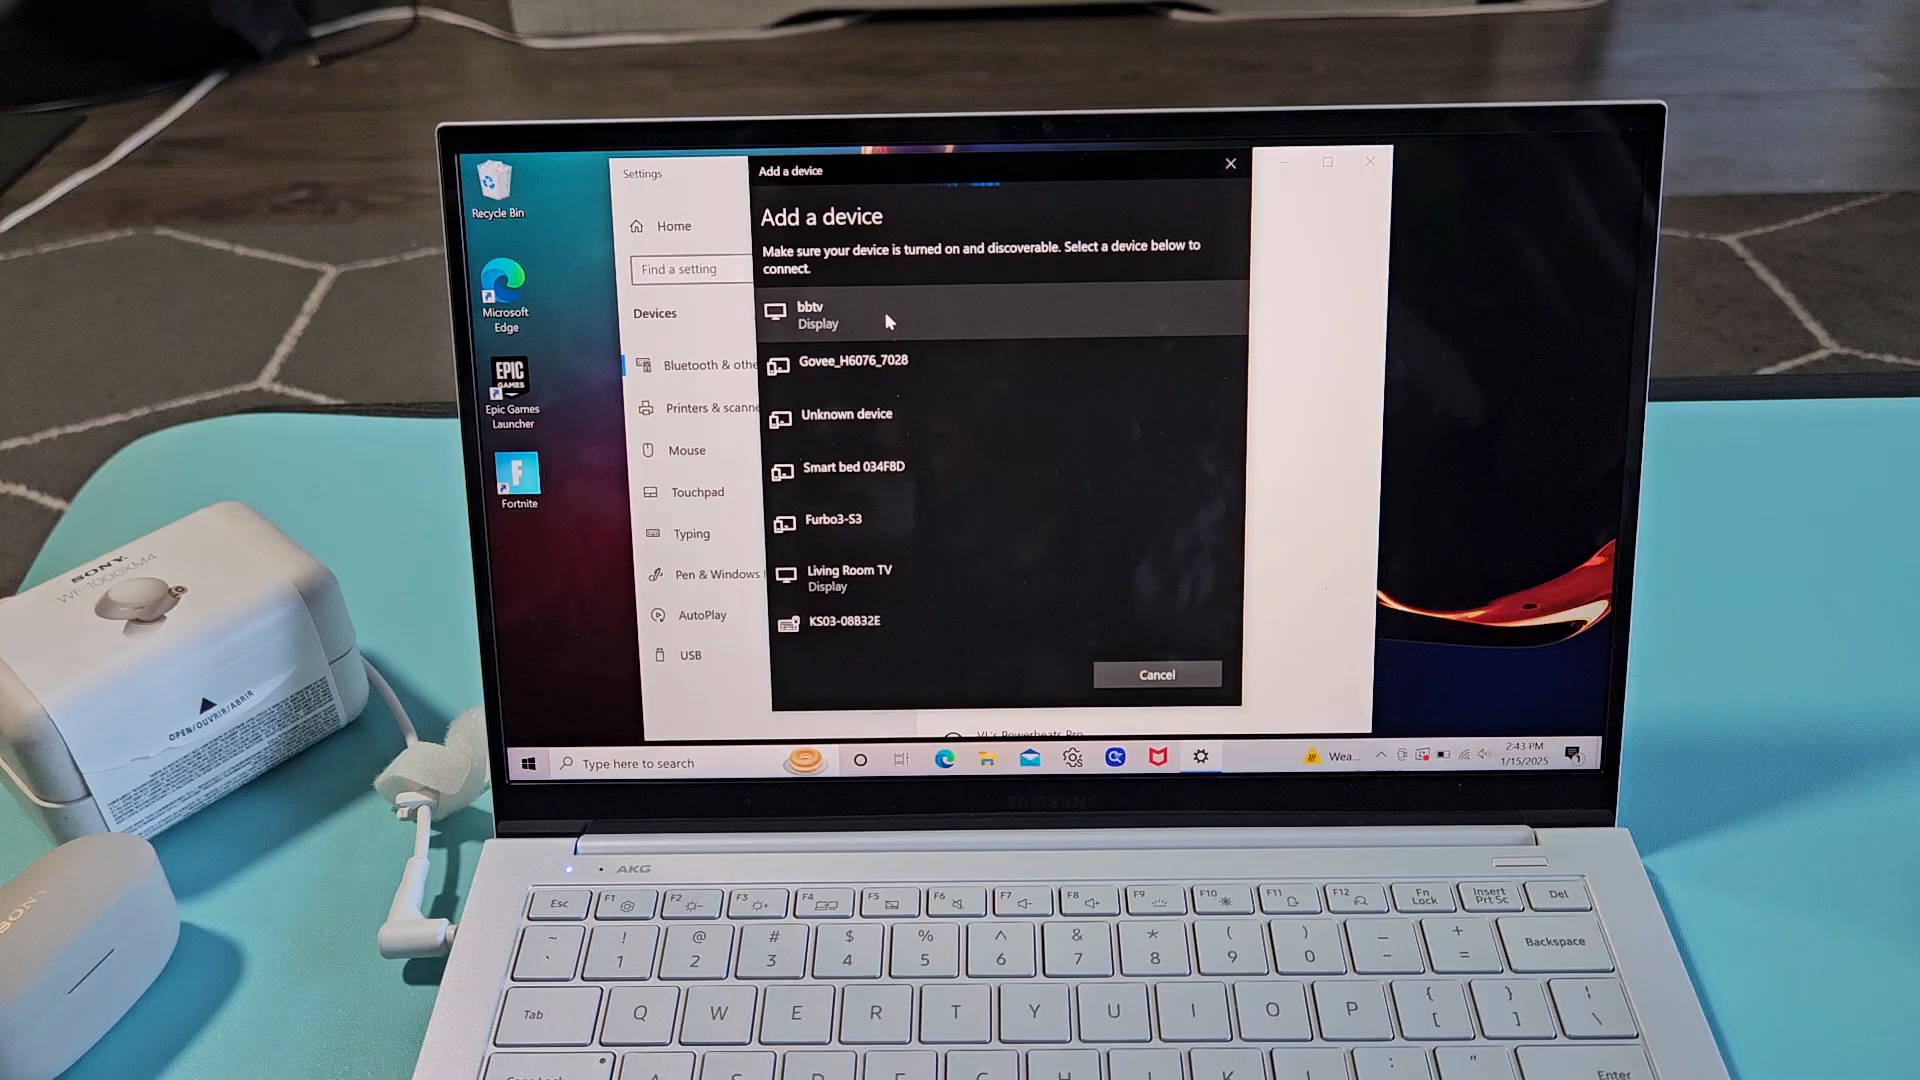 Recycle Bin
Microsoft
Edge
EPIC
GAMES
Epic Games
Launcher
F
Fortnite
Settings
Home
Find a setting
Devices
Bluetooth & othe
Printers & scanne
Mouse
Touchpad
Typing
Pen & Windows I
AutoPlay
USB
Add a device
Add a device
Make sure your device is turned on and discoverable. Select a device below to
connect.
bbtv
Display
Govee_H6076_7028
Unknown device
Smart bed 034F8D
Furbo3-S3
Living Room TV
Display
KS03-08B32E
Cancel
Type here to search
Wea...
2:43 PM
1/15/2025
SAMSUNG
AKG
SONY
WF-1000XM4
OPEN/OUVRIR/ABRIR
SONY
Esc F1 F2 F3 F4 F5 F6 F7 F8 F9 F10 F11 F12 Fn Lock Insert Prt Sc Del
~ ` ! 1 @ 2 # 3 $ 4 % 5 ^ 6 & 7 * 8 ( 9 ) 0 _ - + = Backspace
Tab Q W E R T Y U I O P { [ } ] | \
Enter